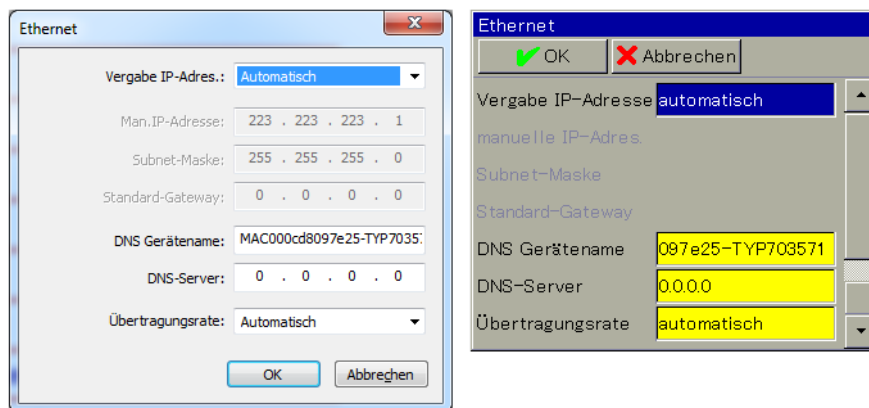 Ethernet
Vergabe IP-Adres.: Automatisch
Man.IP-Adresse: 223 . 223 . 223 . 1
Subnet-Maske: 255 . 255 . 255 . 0
Standard-Gateway: 0 . 0 . 0 . 0
DNS Gerätename: MAC000cd8097e25-TYP70357
DNS-Server: 0 . 0 . 0 . 0
Übertragungsrate: Automatisch
OK Abbrechen
Ethernet
OK Abbrechen
Vergabe IP-Adresse automatisch
manuelle IP-Adres.
Subnet-Maske
Standard-Gateway
DNS Gerätename 097e25-TYP703571
DNS-Server 0.0.0.0
Übertragungsrate automatisch